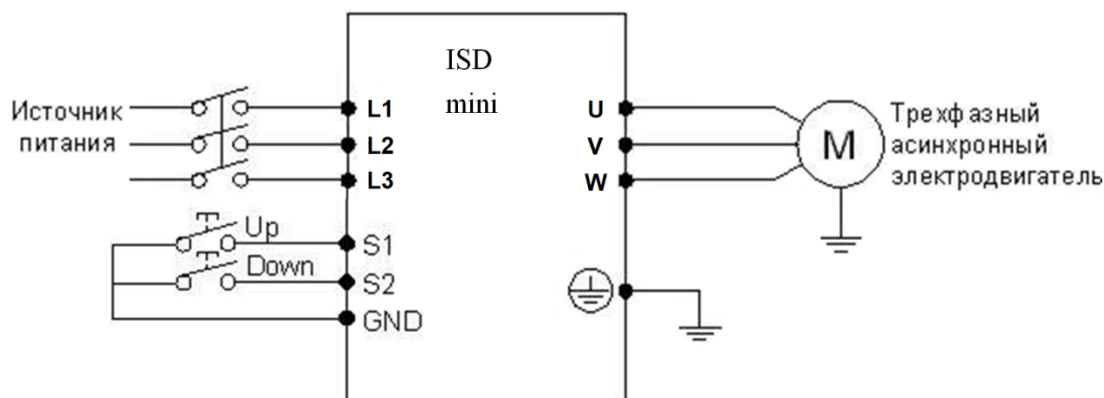 ISD
mini
Источник
питания
L1
L2
L3
U
V
W
M
Трехфазный
асинхронный
электродвигатель
Up
S1
Down
S2
GND